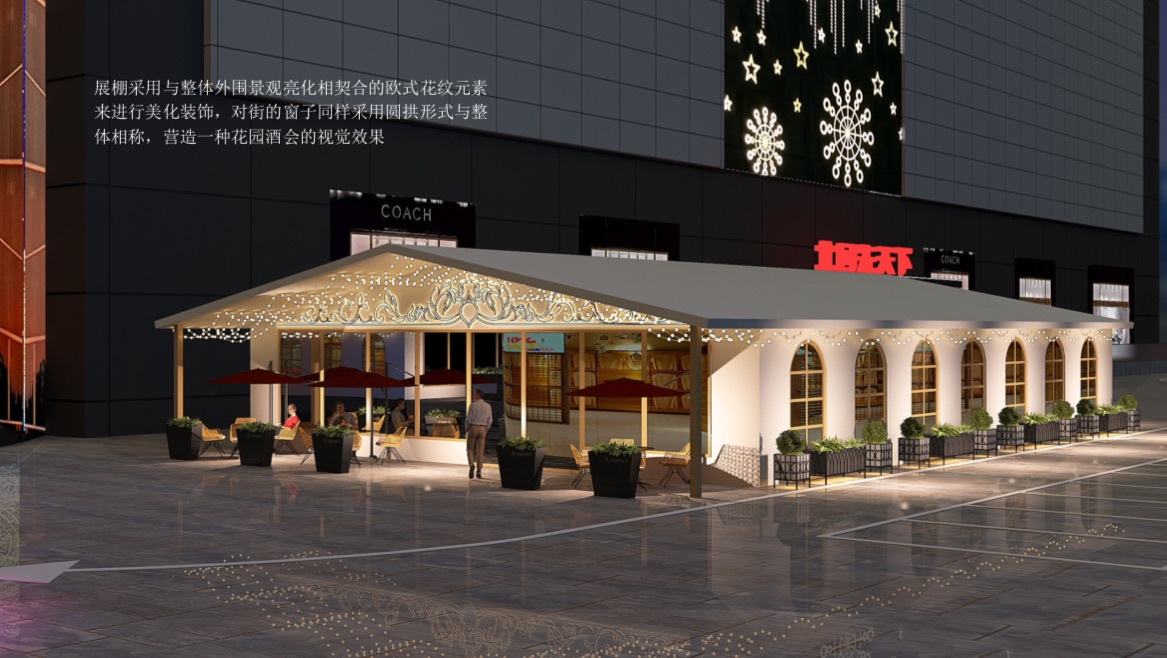 展棚采用与整体外围景观亮化相契合的欧式花纹元素
来进行美化装饰，对街的窗子同样采用圆拱形式与整
体相称，营造一种花园酒会的视觉效果
COACH
COACH